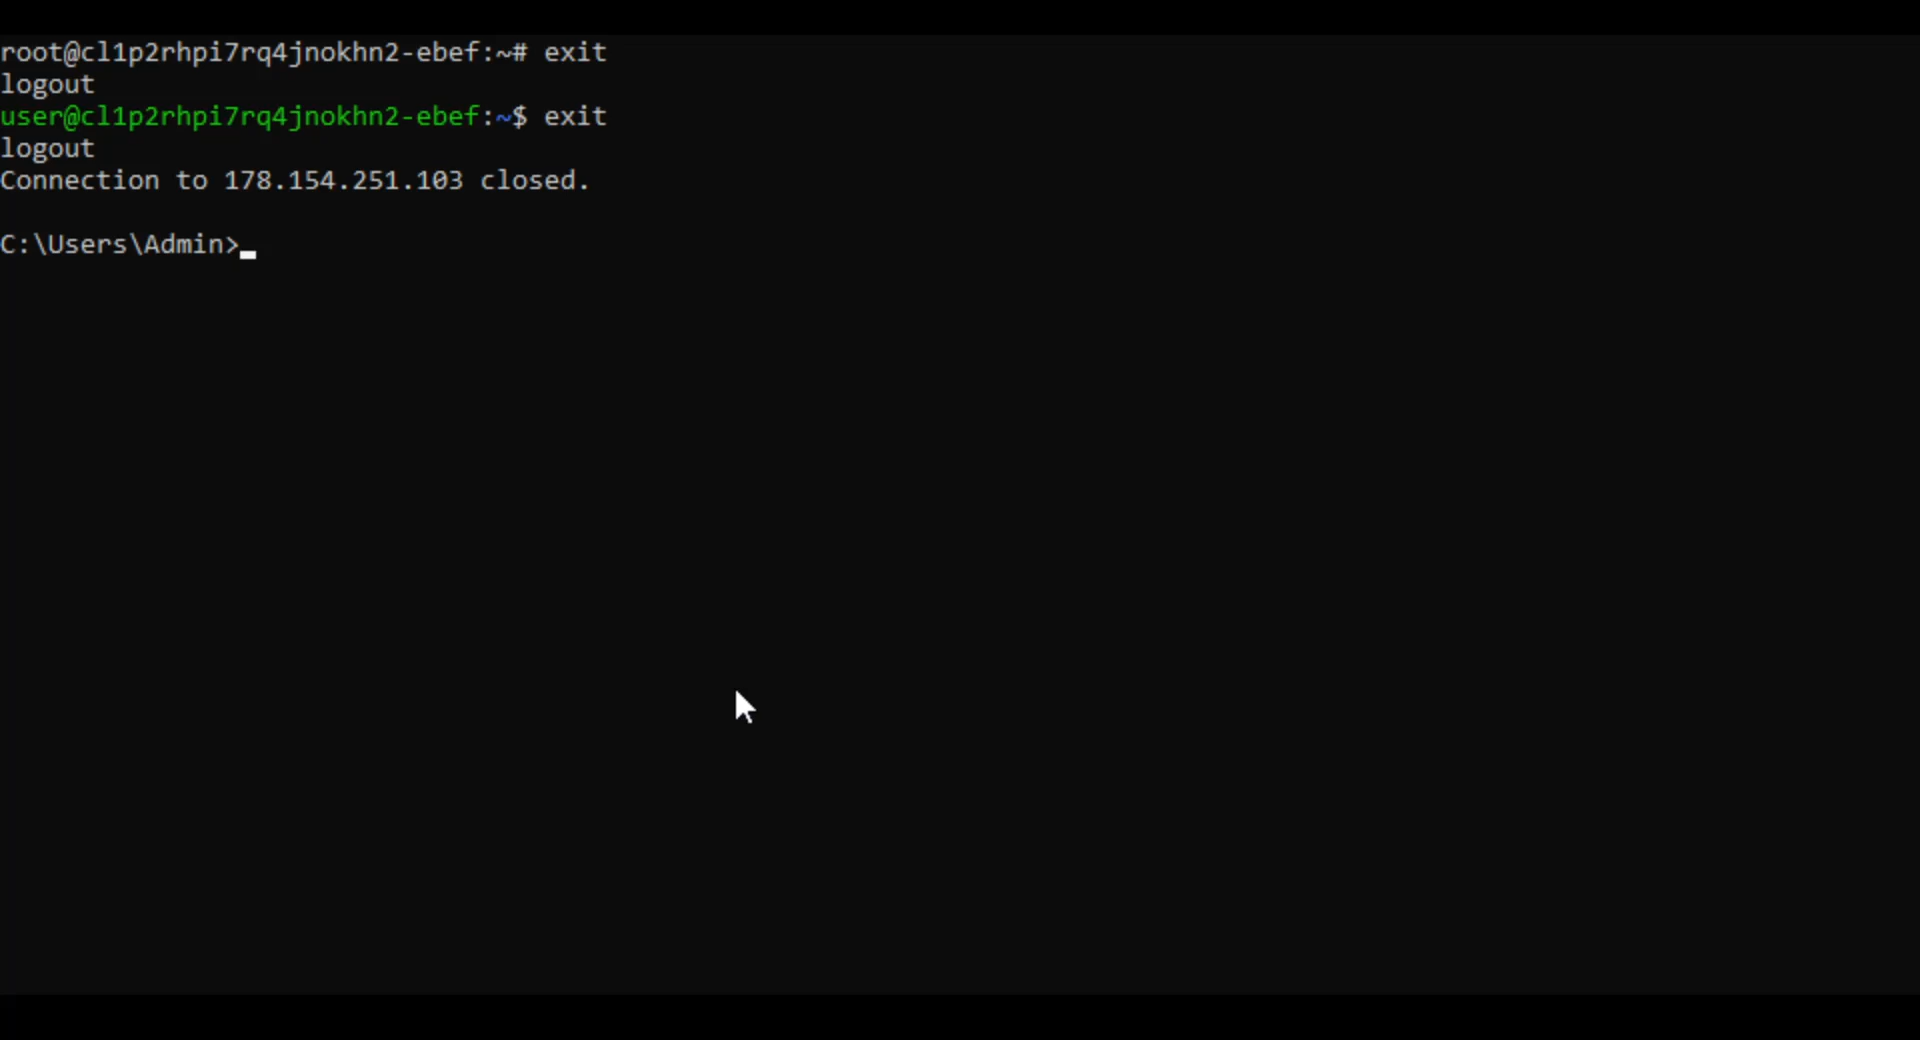 root@cl1p2rhpi7rq4jnokhn2-ebef:~# exit
logout
user@cl1p2rhpi7rq4jnokhn2-ebef:~$ exit
logout
Connection to 178.154.251.103 closed.
C:\Users\Admin>